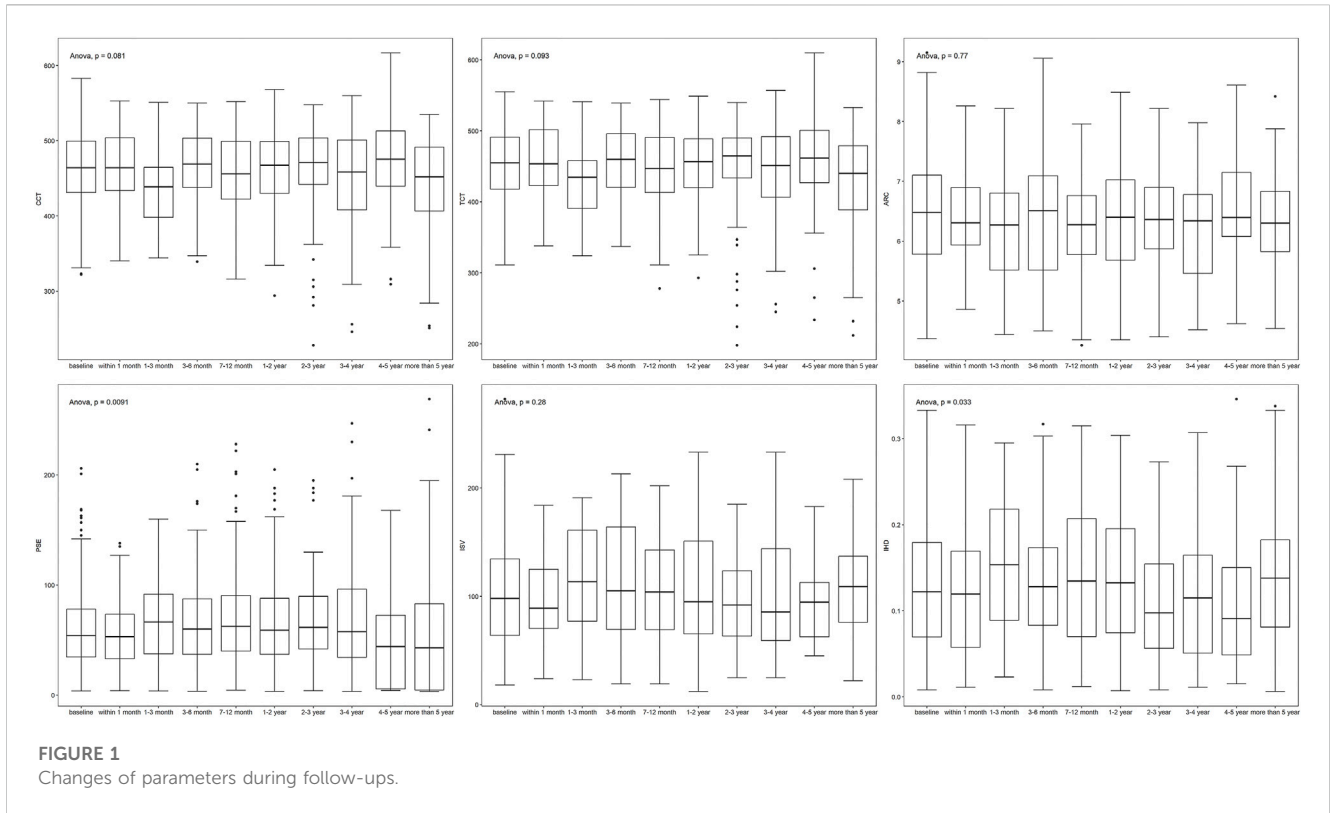 Anova, p = 0.081
600
500
400
300
CCT
baseline within 1 month 1-3 month 3-6 month 7-12 month 1-2 year 2-3 year 3-4 year 4-5 year more than 5 year
Anova, p = 0.093
600
500
400
300
200
TCT
baseline within 1 month 1-3 month 3-6 month 7-12 month 1-2 year 2-3 year 3-4 year 4-5 year more than 5 year
Anova, p = 0.77
9
8
7
6
5
ARC
baseline within 1 month 1-3 month 3-6 month 7-12 month 1-2 year 2-3 year 3-4 year 4-5 year more than 5 year
Anova, p = 0.0091
200
100
0
PSE
baseline within 1 month 1-3 month 3-6 month 7-12 month 1-2 year 2-3 year 3-4 year 4-5 year more than 5 year
Anova, p = 0.28
200
100
0
ISV
baseline within 1 month 1-3 month 3-6 month 7-12 month 1-2 year 2-3 year 3-4 year 4-5 year more than 5 year
Anova, p = 0.033
0.3
0.2
0.1
0.0
IHD
baseline within 1 month 1-3 month 3-6 month 7-12 month 1-2 year 2-3 year 3-4 year 4-5 year more than 5 year
FIGURE 1
Changes of parameters during follow-ups.